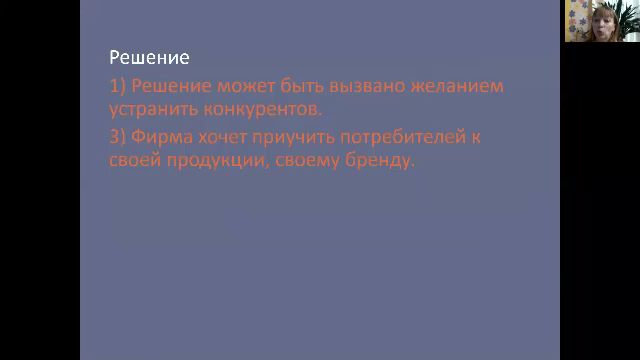 Решение
1) Решение может быть вызвано желанием
устранить конкурентов.
3) Фирма хочет приучить потребителей к
своей продукции, своему бренду.